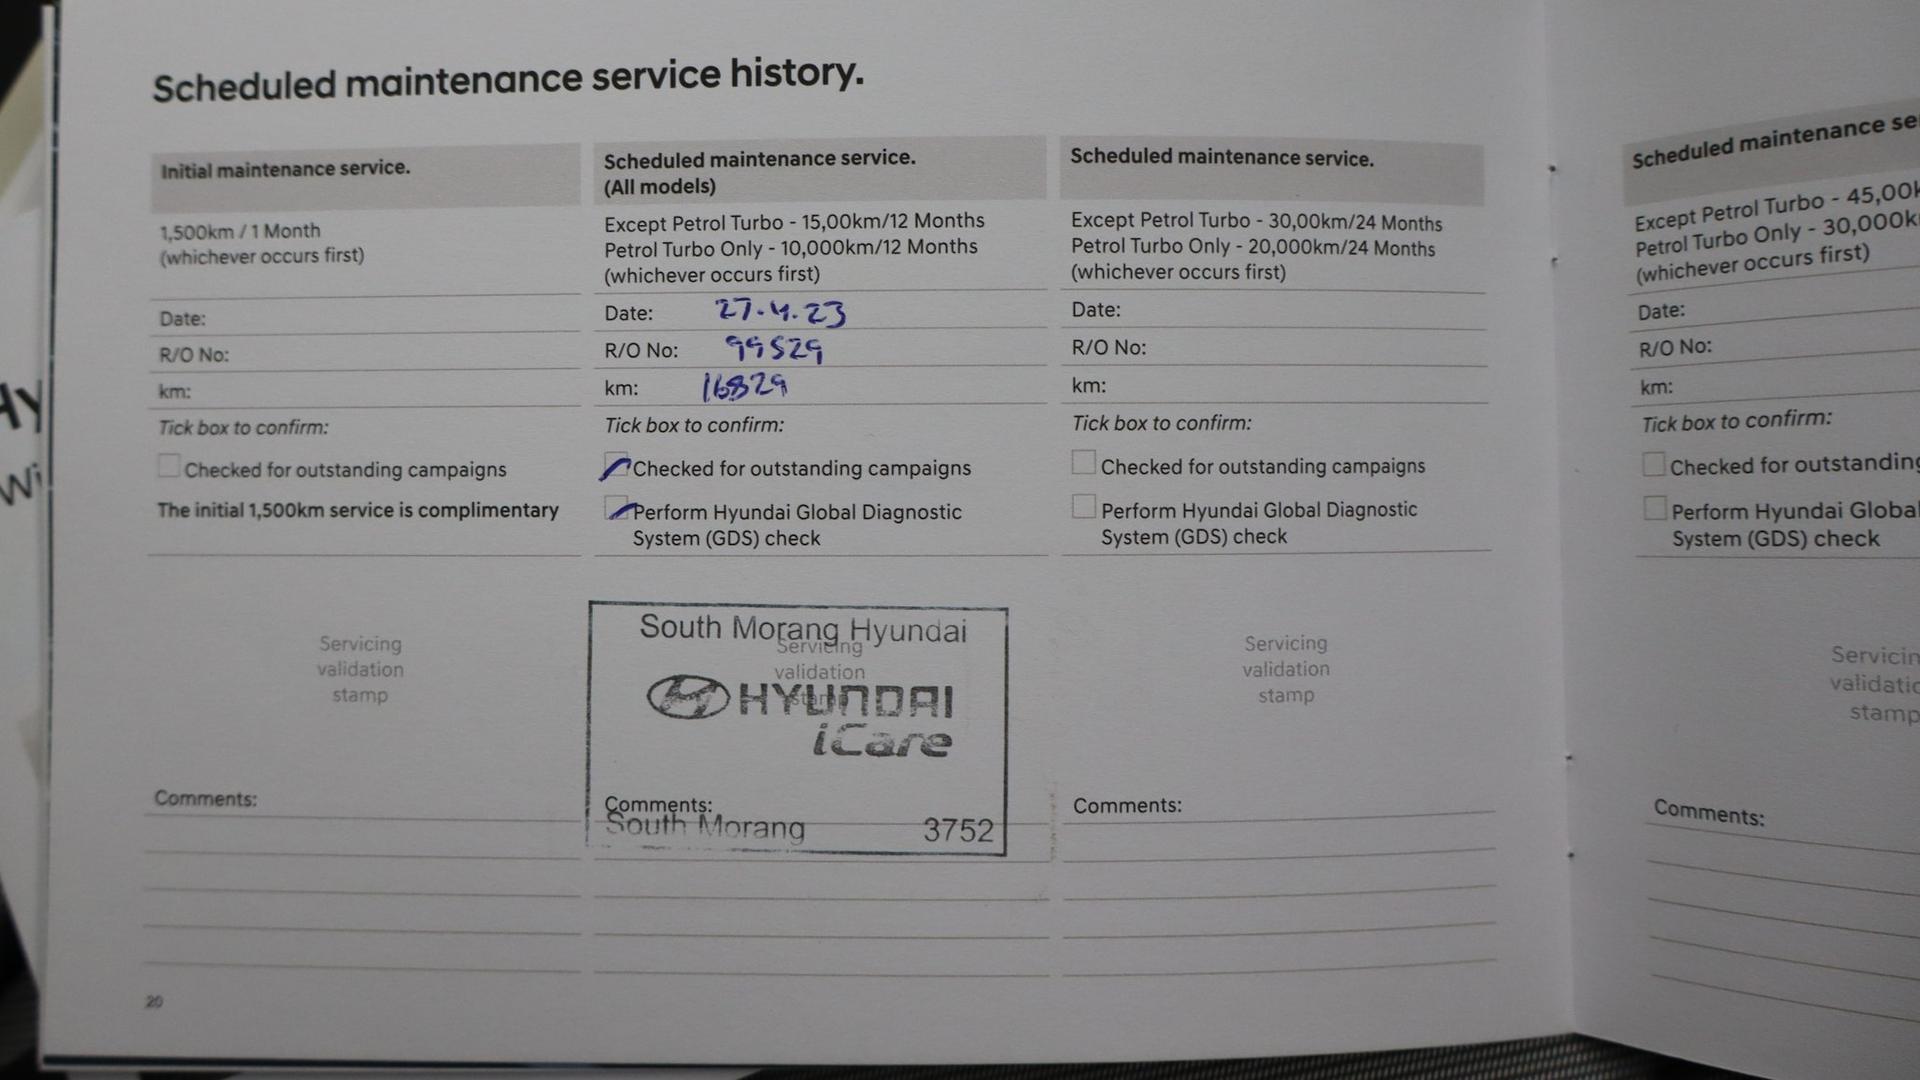 Scheduled maintenance service history.
Initial maintenance service.
1,500km / 1 Month
(whichever occurs first)
Date:
R/O No:
km:
Tick box to confirm:
Checked for outstanding campaigns
The initial 1,500km service is complimentary
Servicing
validation
stamp
Comments:
20
Scheduled maintenance service.
(All models)
Except Petrol Turbo - 15,00km/12 Months
Petrol Turbo Only - 10,000km/12 Months
(whichever occurs first)
Date: 27.4.23
R/O No: 99529
km: 16829
Tick box to confirm:
Checked for outstanding campaigns
Perform Hyundai Global Diagnostic
System (GDS) check
South Morang Hyundai
Servicing
validation
stamp
HYUNDAI
iCare
Comments:
South Morang 3752
Scheduled maintenance service.
Except Petrol Turbo - 30,00km/24 Months
Petrol Turbo Only - 20,000km/24 Months
(whichever occurs first)
Date:
R/O No:
km:
Tick box to confirm:
Checked for outstanding campaigns
Perform Hyundai Global Diagnostic
System (GDS) check
Servicing
validation
stamp
Comments:
Scheduled maintenance se
Except Petrol Turbo - 45,00k
Petrol Turbo Only - 30,000k
(whichever occurs first)
Date:
R/O No:
km:
Tick box to confirm:
Checked for outstanding
Perform Hyundai Global
System (GDS) check
Servicin
validatio
stamp
Comments:
Hy
Wi